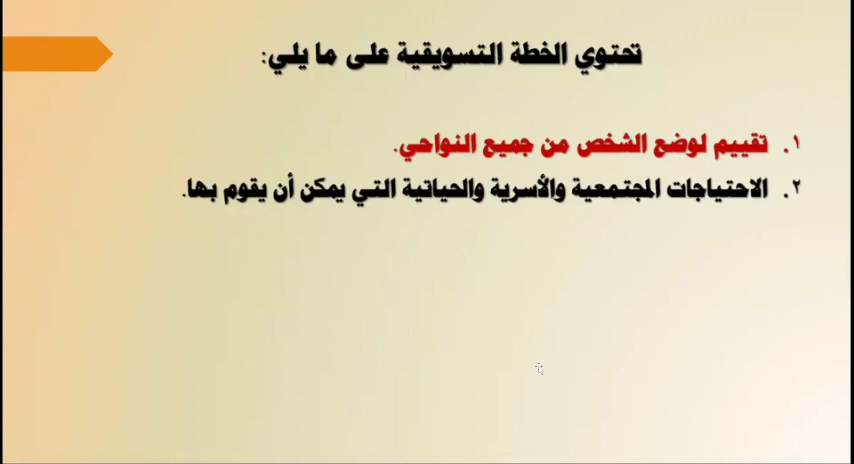 تحتوي الخطة التسويقية على ما يلي:
١. تقييم لوضع الشخص من جميع النواحي.
٢. الاحتياجات المجتمعية والأسرية والحياتية التي يمكن أن يقوم بها.